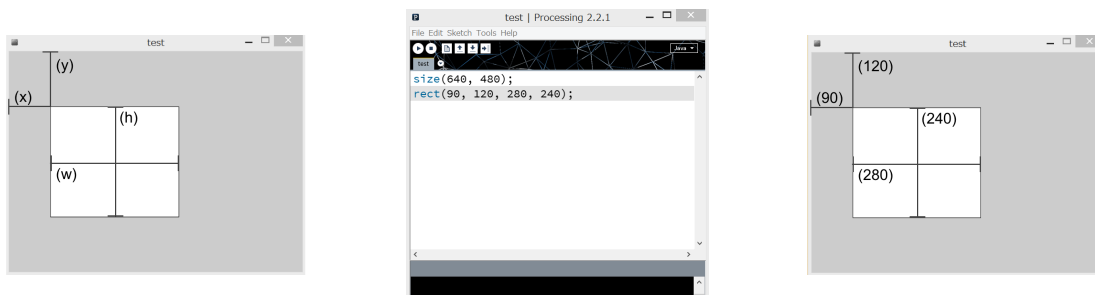 test
(y)
(x)
(h)
(w)
test | Processing 2.2.1
File Edit Sketch Tools Help
Java
test
size(640, 480);
rect(90, 120, 280, 240);
test
(120)
(90)
(240)
(280)